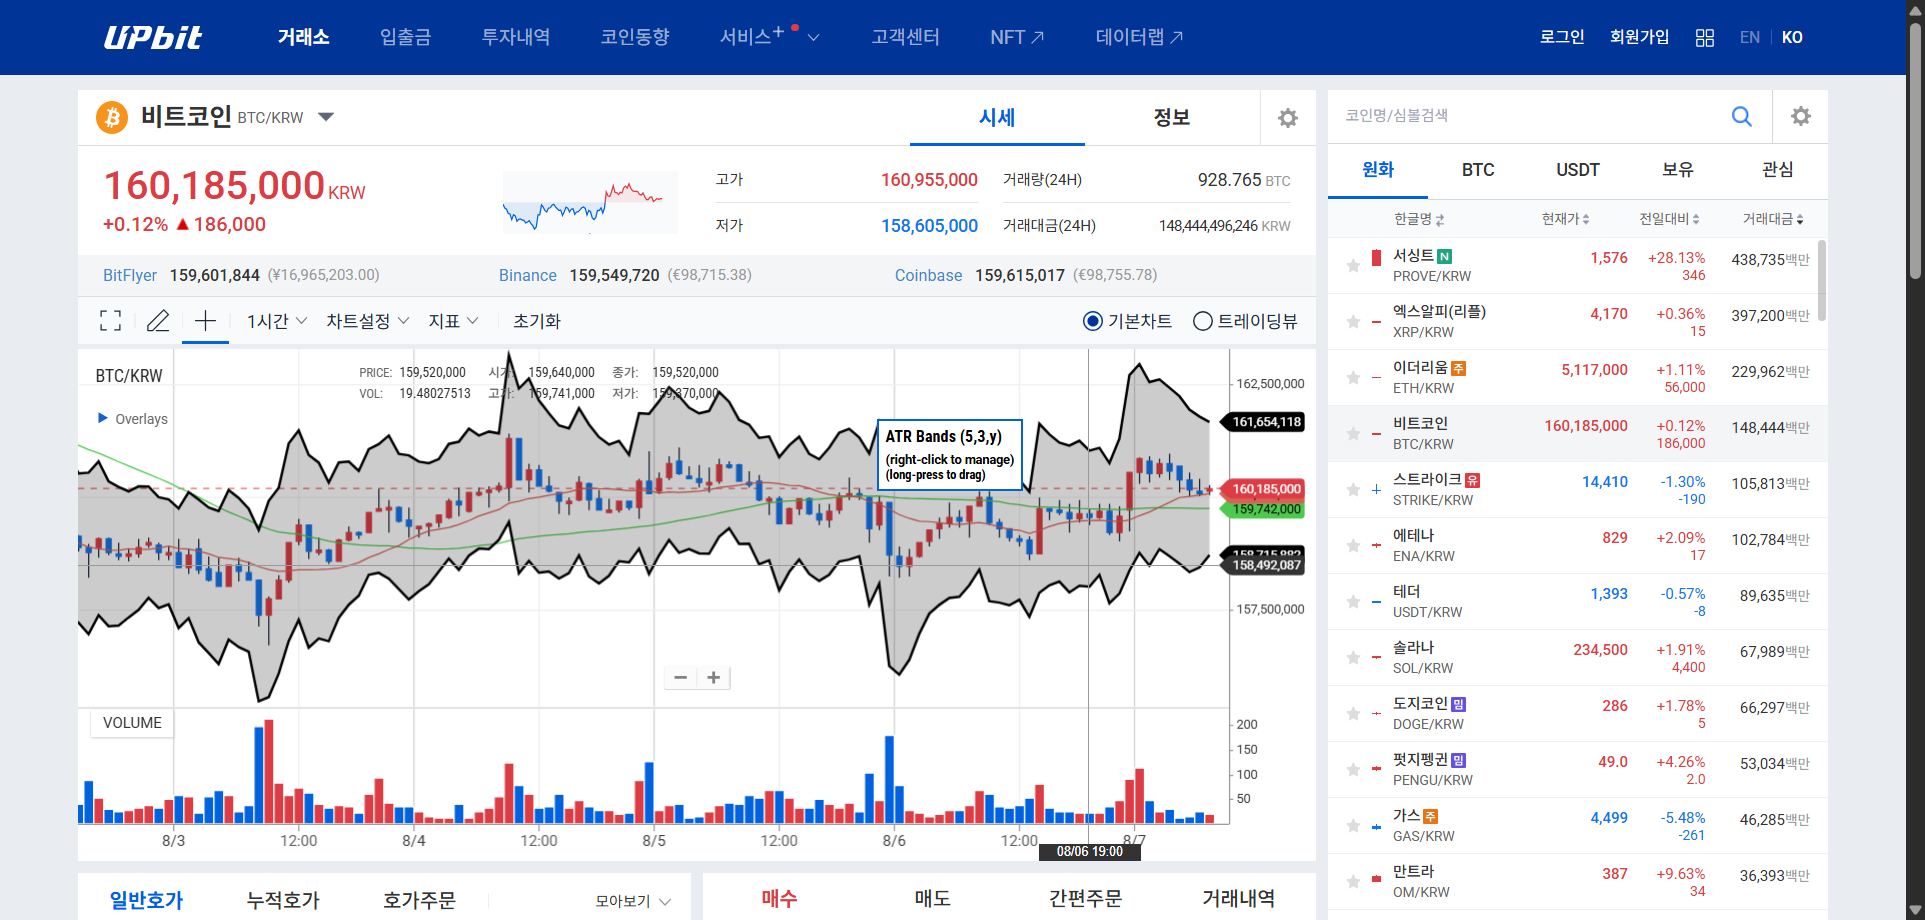 UPbit 거래소 입출금 투자내역 코인동향 서비스+ 고객센터 NFT 데이터랩 로그인 회원가입 EN KO
비트코인 BTC/KRW 시세 정보
160,185,000 KRW
+0.12% ▲ 186,000
고가 160,955,000 거래량(24H) 928.765 BTC
저가 158,605,000 거래대금(24H) 148,444,496,246 KRW
BitFlyer 159,601,844 (¥16,965,203.00) Binance 159,549,720 (€98,715.38) Coinbase 159,615,017 (€98,755.78)
1시간 차트설정 지표 초기화 기본차트 트레이딩뷰
BTC/KRW
PRICE: 159,520,000 시가: 159,640,000 종가: 159,520,000
VOL: 19.48027513 고가: 159,741,000 저가: 159,370,000
Overlays
ATR Bands (5,3,y)
(right-click to manage)
(long-press to drag)
162,500,000
161,654,118
160,185,000
159,742,000
158,715,882
158,492,087
157,500,000
VOLUME
200
150
100
50
8/3 12:00 8/4 12:00 8/5 12:00 8/6 12:00 8/7
08/06 19:00
일반호가 누적호가 호가주문 모아보기
매수 매도 간편주문 거래내역
코인명/심볼검색
원화 BTC USDT 보유 관심
한글명 현재가 전일대비 거래대금
서싱트 N 1,576 +28.13% 438,735백만
PROVE/KRW 346
엑스알피(리플) 4,170 +0.36% 397,200백만
XRP/KRW 15
이더리움 주 5,117,000 +1.11% 229,962백만
ETH/KRW 56,000
비트코인 160,185,000 +0.12% 148,444백만
BTC/KRW 186,000
스트라이크 유 14,410 -1.30% 105,813백만
STRIKE/KRW -190
에테나 829 +2.09% 102,784백만
ENA/KRW 17
테더 1,393 -0.57% 89,635백만
USDT/KRW -8
솔라나 234,500 +1.91% 67,989백만
SOL/KRW 4,400
도지코인 밈 286 +1.78% 66,297백만
DOGE/KRW 5
펏지펭귄 밈 49.0 +4.26% 53,034백만
PENGU/KRW 2.0
가스 주 4,499 -5.48% 46,285백만
GAS/KRW -261
만트라 387 +9.63% 36,393백만
OM/KRW 34